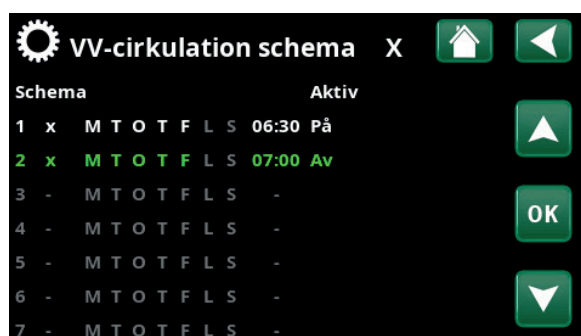 VV-cirkulation schema X
Schema Aktiv
1 x M T O T F L S 06:30 På
2 x M T O T F L S 07:00 Av
3 - M T O T F L S -
4 - M T O T F L S -
OK
5 - M T O T F L S -
6 - M T O T F L S -
7 - M T O T F L S -